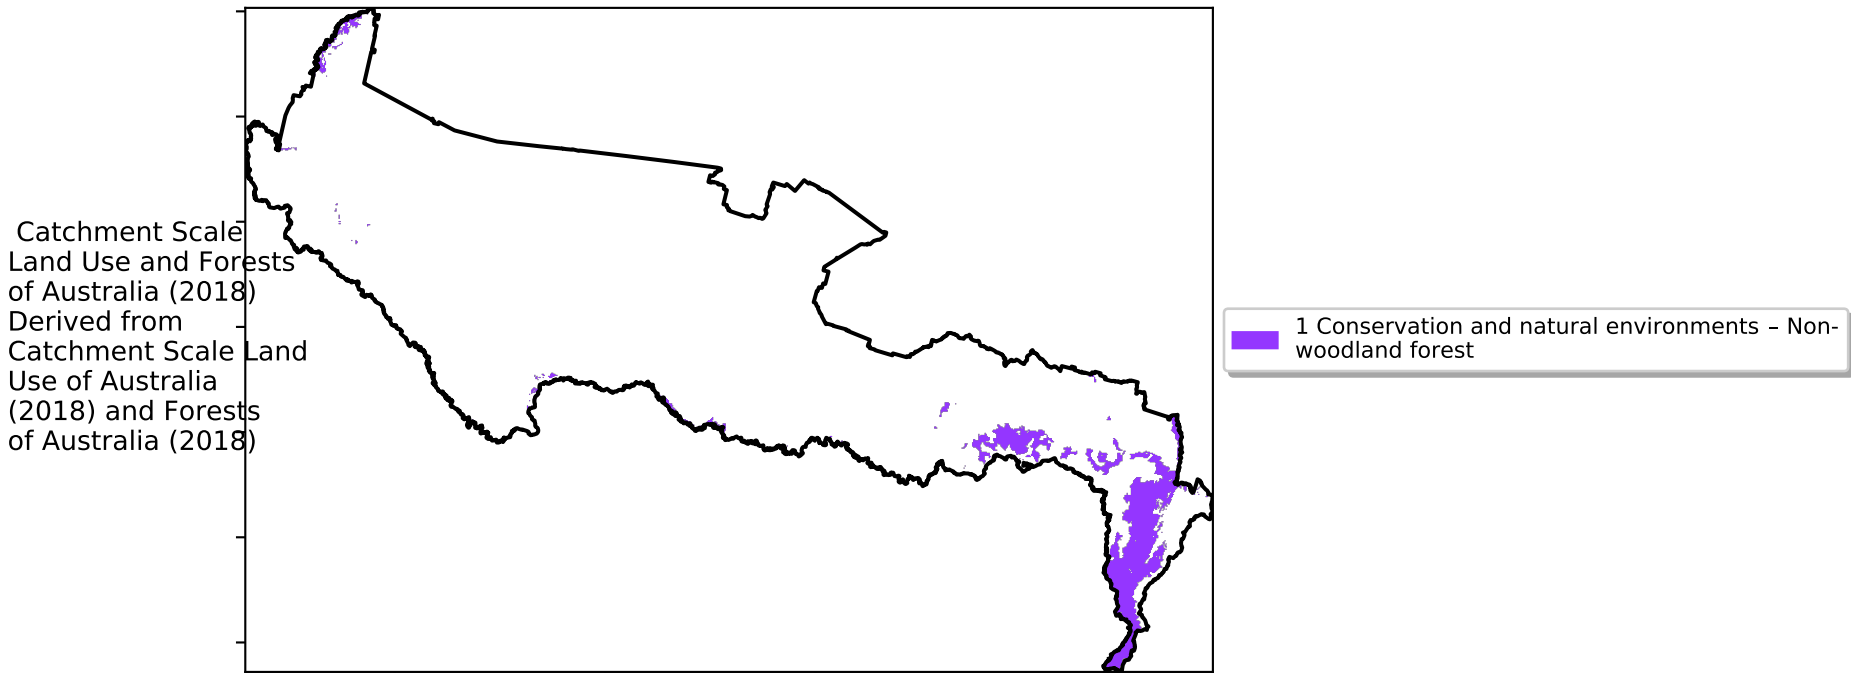 Catchment Scale
Land Use and Forests
of Australia (2018)
Derived from
Catchment Scale Land
Use of Australia
(2018) and Forests
of Australia (2018)
1 Conservation and natural environments – Non-
woodland forest